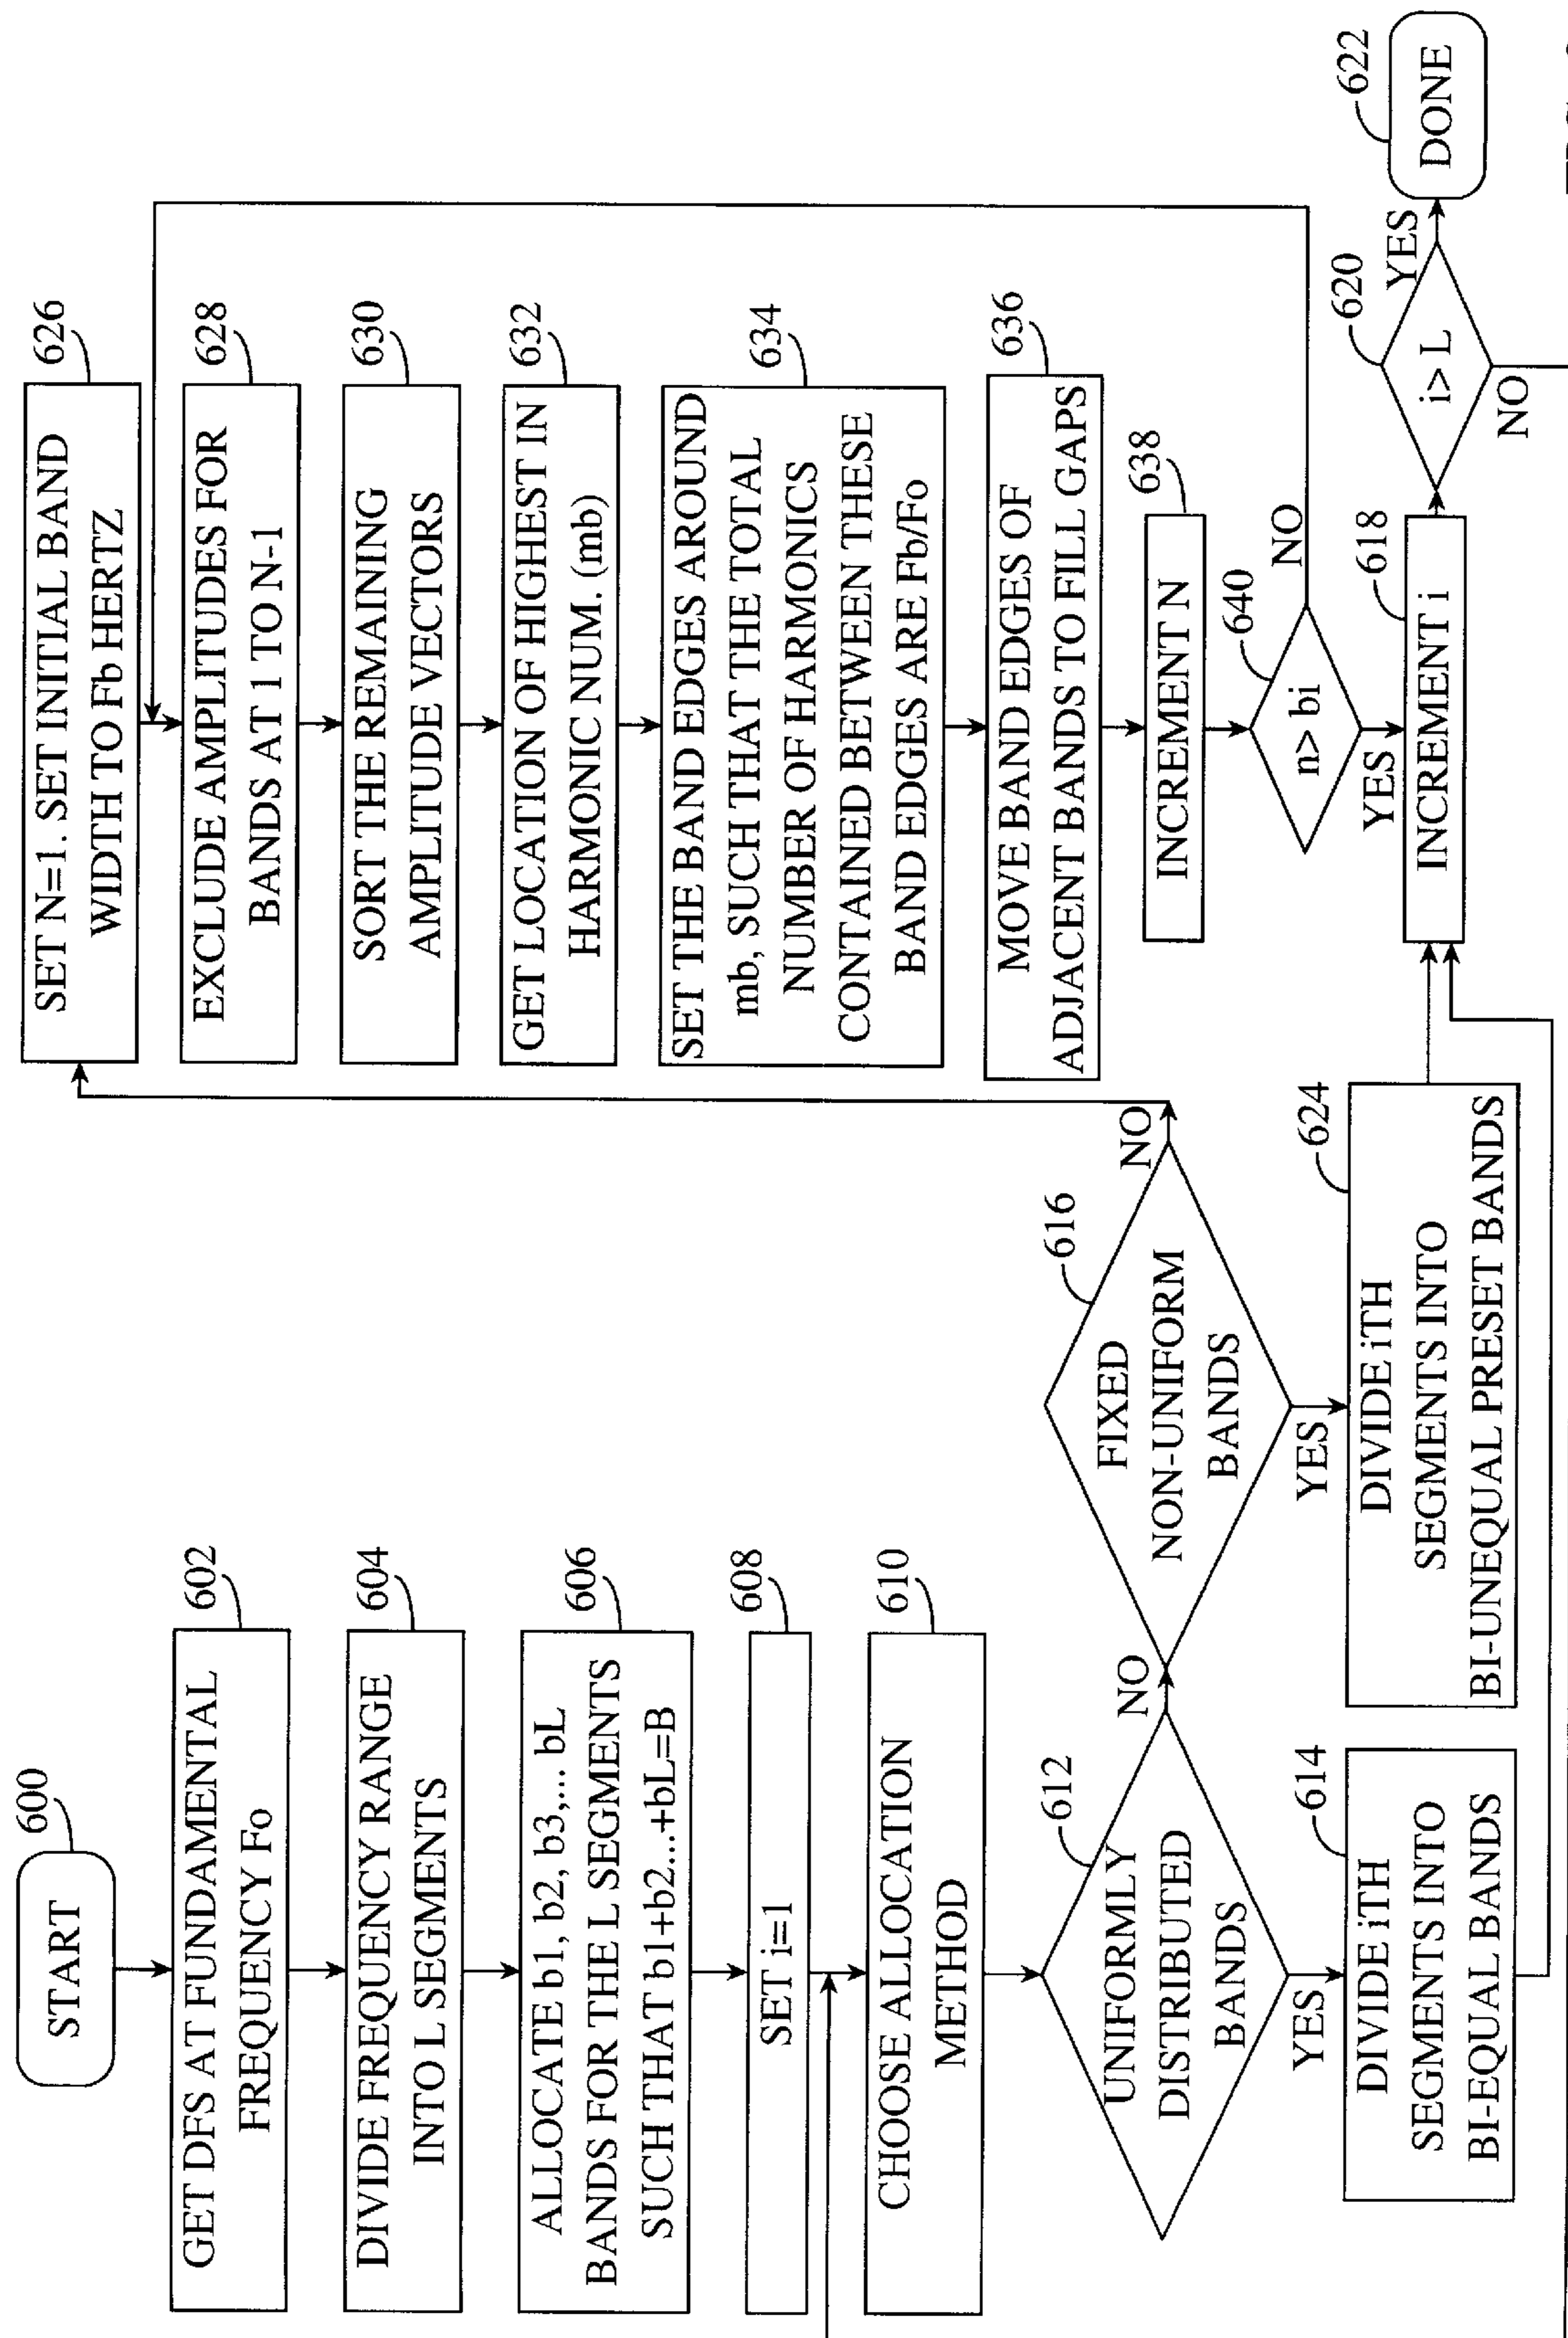 600
START
602
GET DFS AT FUNDAMENTAL
FREQUENCY Fo
604
DIVIDE FREQUENCY RANGE
INTO L SEGMENTS
606
ALLOCATE b1, b2, b3,... bL
BANDS FOR THE L SEGMENTS
SUCH THAT b1+b2...+bL=B
608
SET i=1
610
CHOOSE ALLOCATION
METHOD
612
UNIFORMLY
DISTRIBUTED
BANDS
NO
YES
614
DIVIDE iTH
SEGMENTS INTO
BI-EQUAL BANDS
616
FIXED
NON-UNIFORM
BANDS
NO
YES
624
DIVIDE iTH
SEGMENTS INTO
BI-UNEQUAL PRESET BANDS
626
SET N=1. SET INITIAL BAND
WIDTH TO Fb HERTZ
628
EXCLUDE AMPLITUDES FOR
BANDS AT 1 TO N-1
630
SORT THE REMAINING
AMPLITUDE VECTORS
632
GET LOCATION OF HIGHEST IN
HARMONIC NUM. (mb)
634
SET THE BAND EDGES AROUND
mb, SUCH THAT THE TOTAL
NUMBER OF HARMONICS
CONTAINED BETWEEN THESE
BAND EDGES ARE Fb/Fo
636
MOVE BAND EDGES OF
ADJACENT BANDS TO FILL GAPS
638
INCREMENT N
640
n> bi
NO
YES
618
INCREMENT i
620
i> L
YES
NO
622
DONE